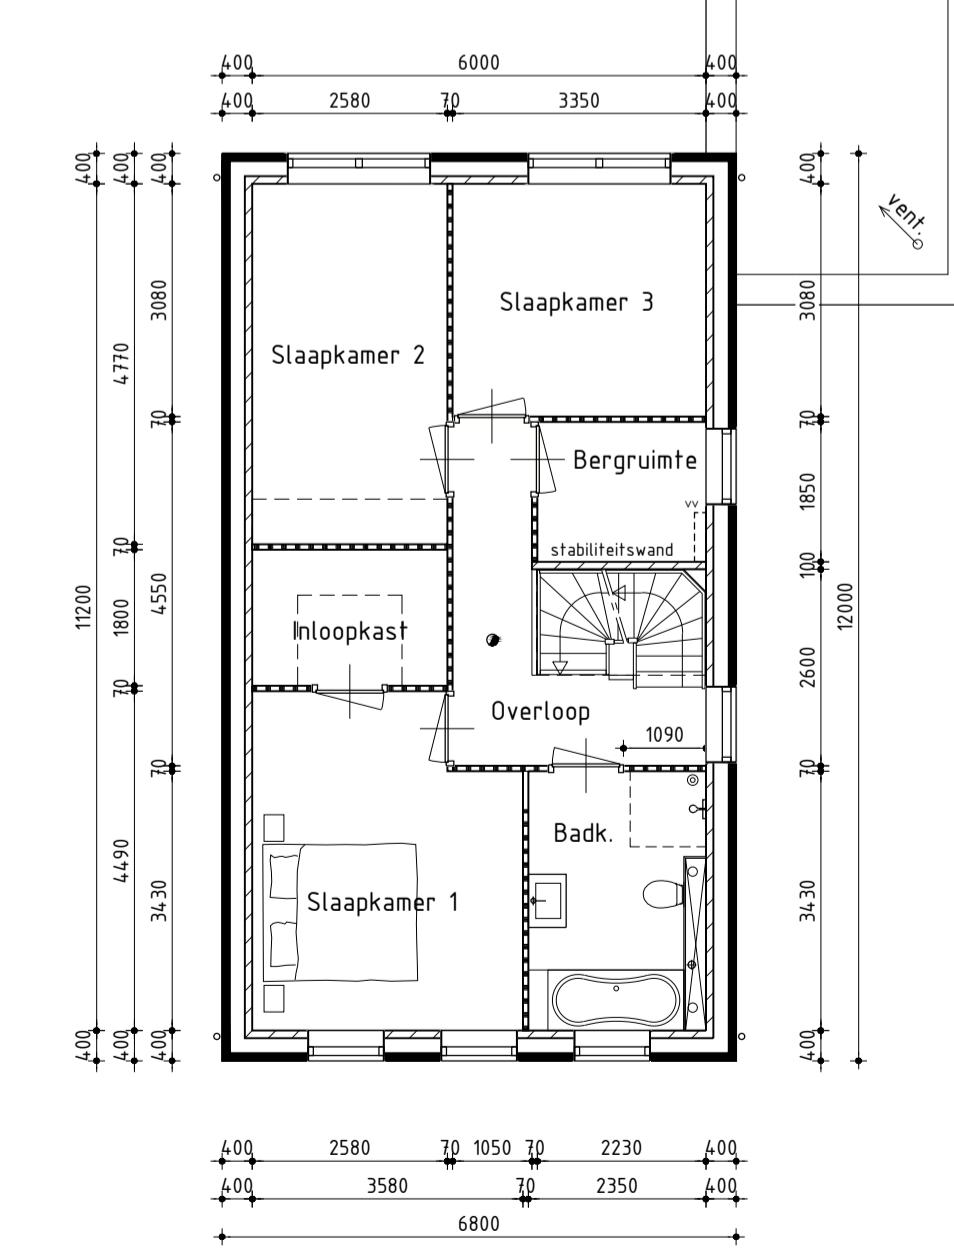 400 6000 400
400 2580 70 3350 400
400 400 400 400
vent.
3080 3080
Slaapkamer 3
4770 Slaapkamer 2
70 70
Bergruimte
1850
vv
stabiliteitswand
70 100
11200 1800 4550 12000
Inloopkast
2600
70
Overloop
1090
70 70
Badk.
4490 3430 3430
Slaapkamer 1
400 400 400 400
400 2580 70 1050 70 2230 400
400 3580 70 2350 400
6800